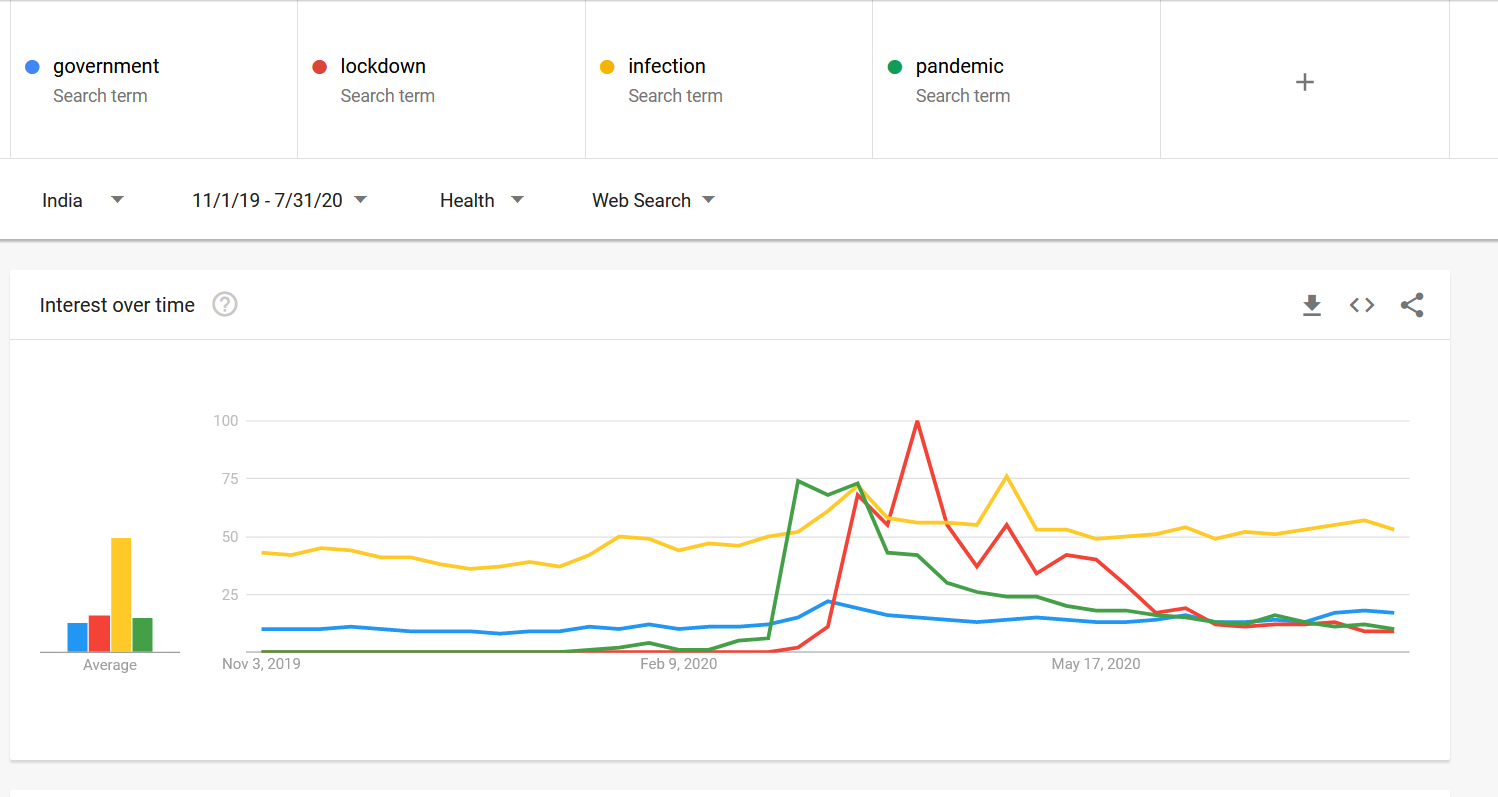 government
Search term
lockdown
Search term
infection
Search term
pandemic
Search term
+
India
11/1/19 - 7/31/20
Health
Web Search
Interest over time
?
100
75
50
25
Average
Nov 3, 2019
Feb 9, 2020
May 17, 2020